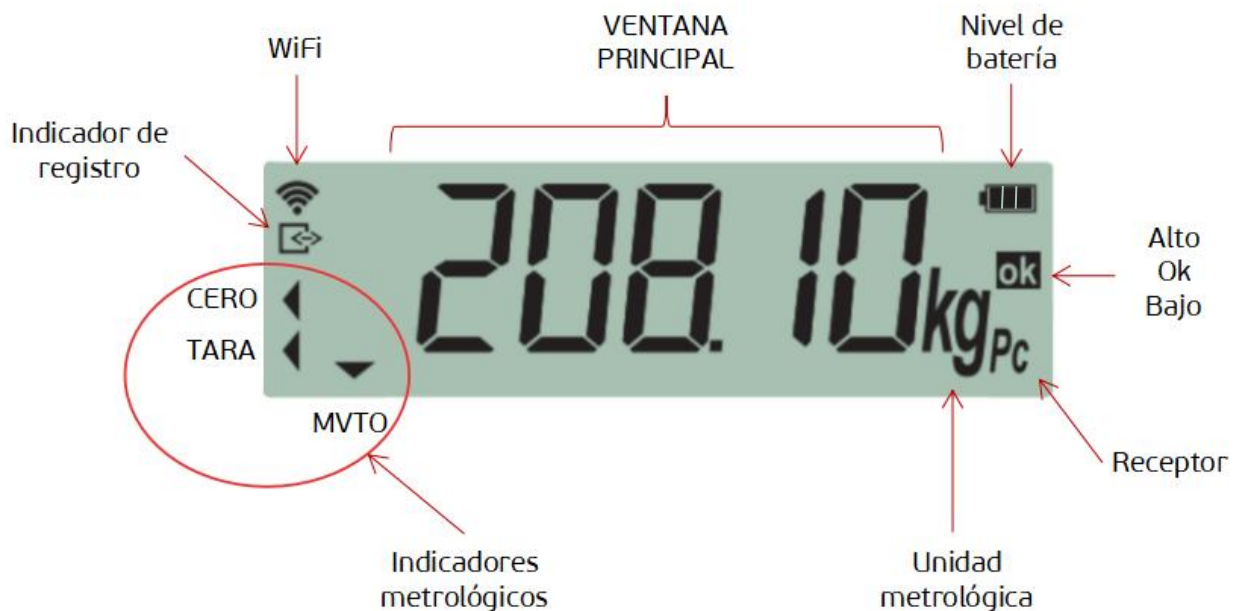 WiFi
VENTANA
PRINCIPAL
Nivel de
batería
Indicador de
registro
208.10
kg
ok
Pc
Alto
Ok
Bajo
CERO
TARA
MVTO
Receptor
Indicadores
metrológicos
Unidad
metrológica